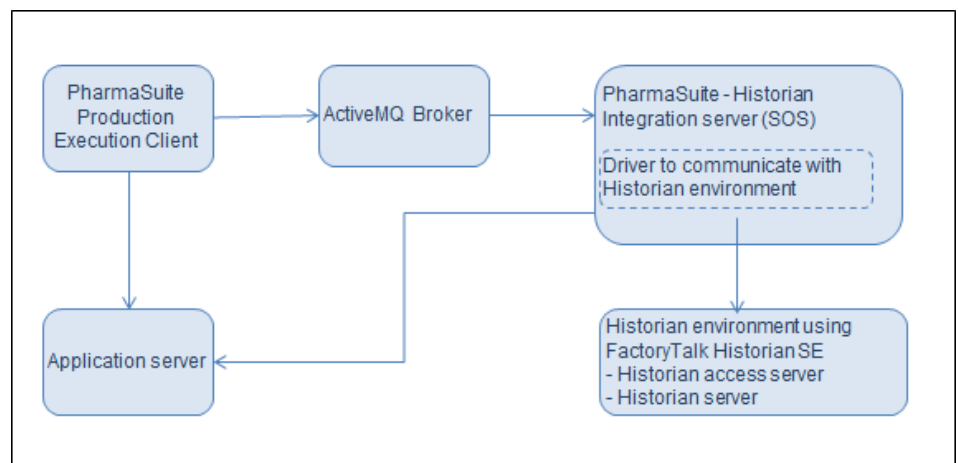 PharmaSuite
Production
Execution Client
ActiveMQ Broker
PharmaSuite - Historian
Integration server (SOS)
Driver to communicate with
Historian environment
Application server
Historian environment using
FactoryTalk Historian SE
- Historian access server
- Historian server